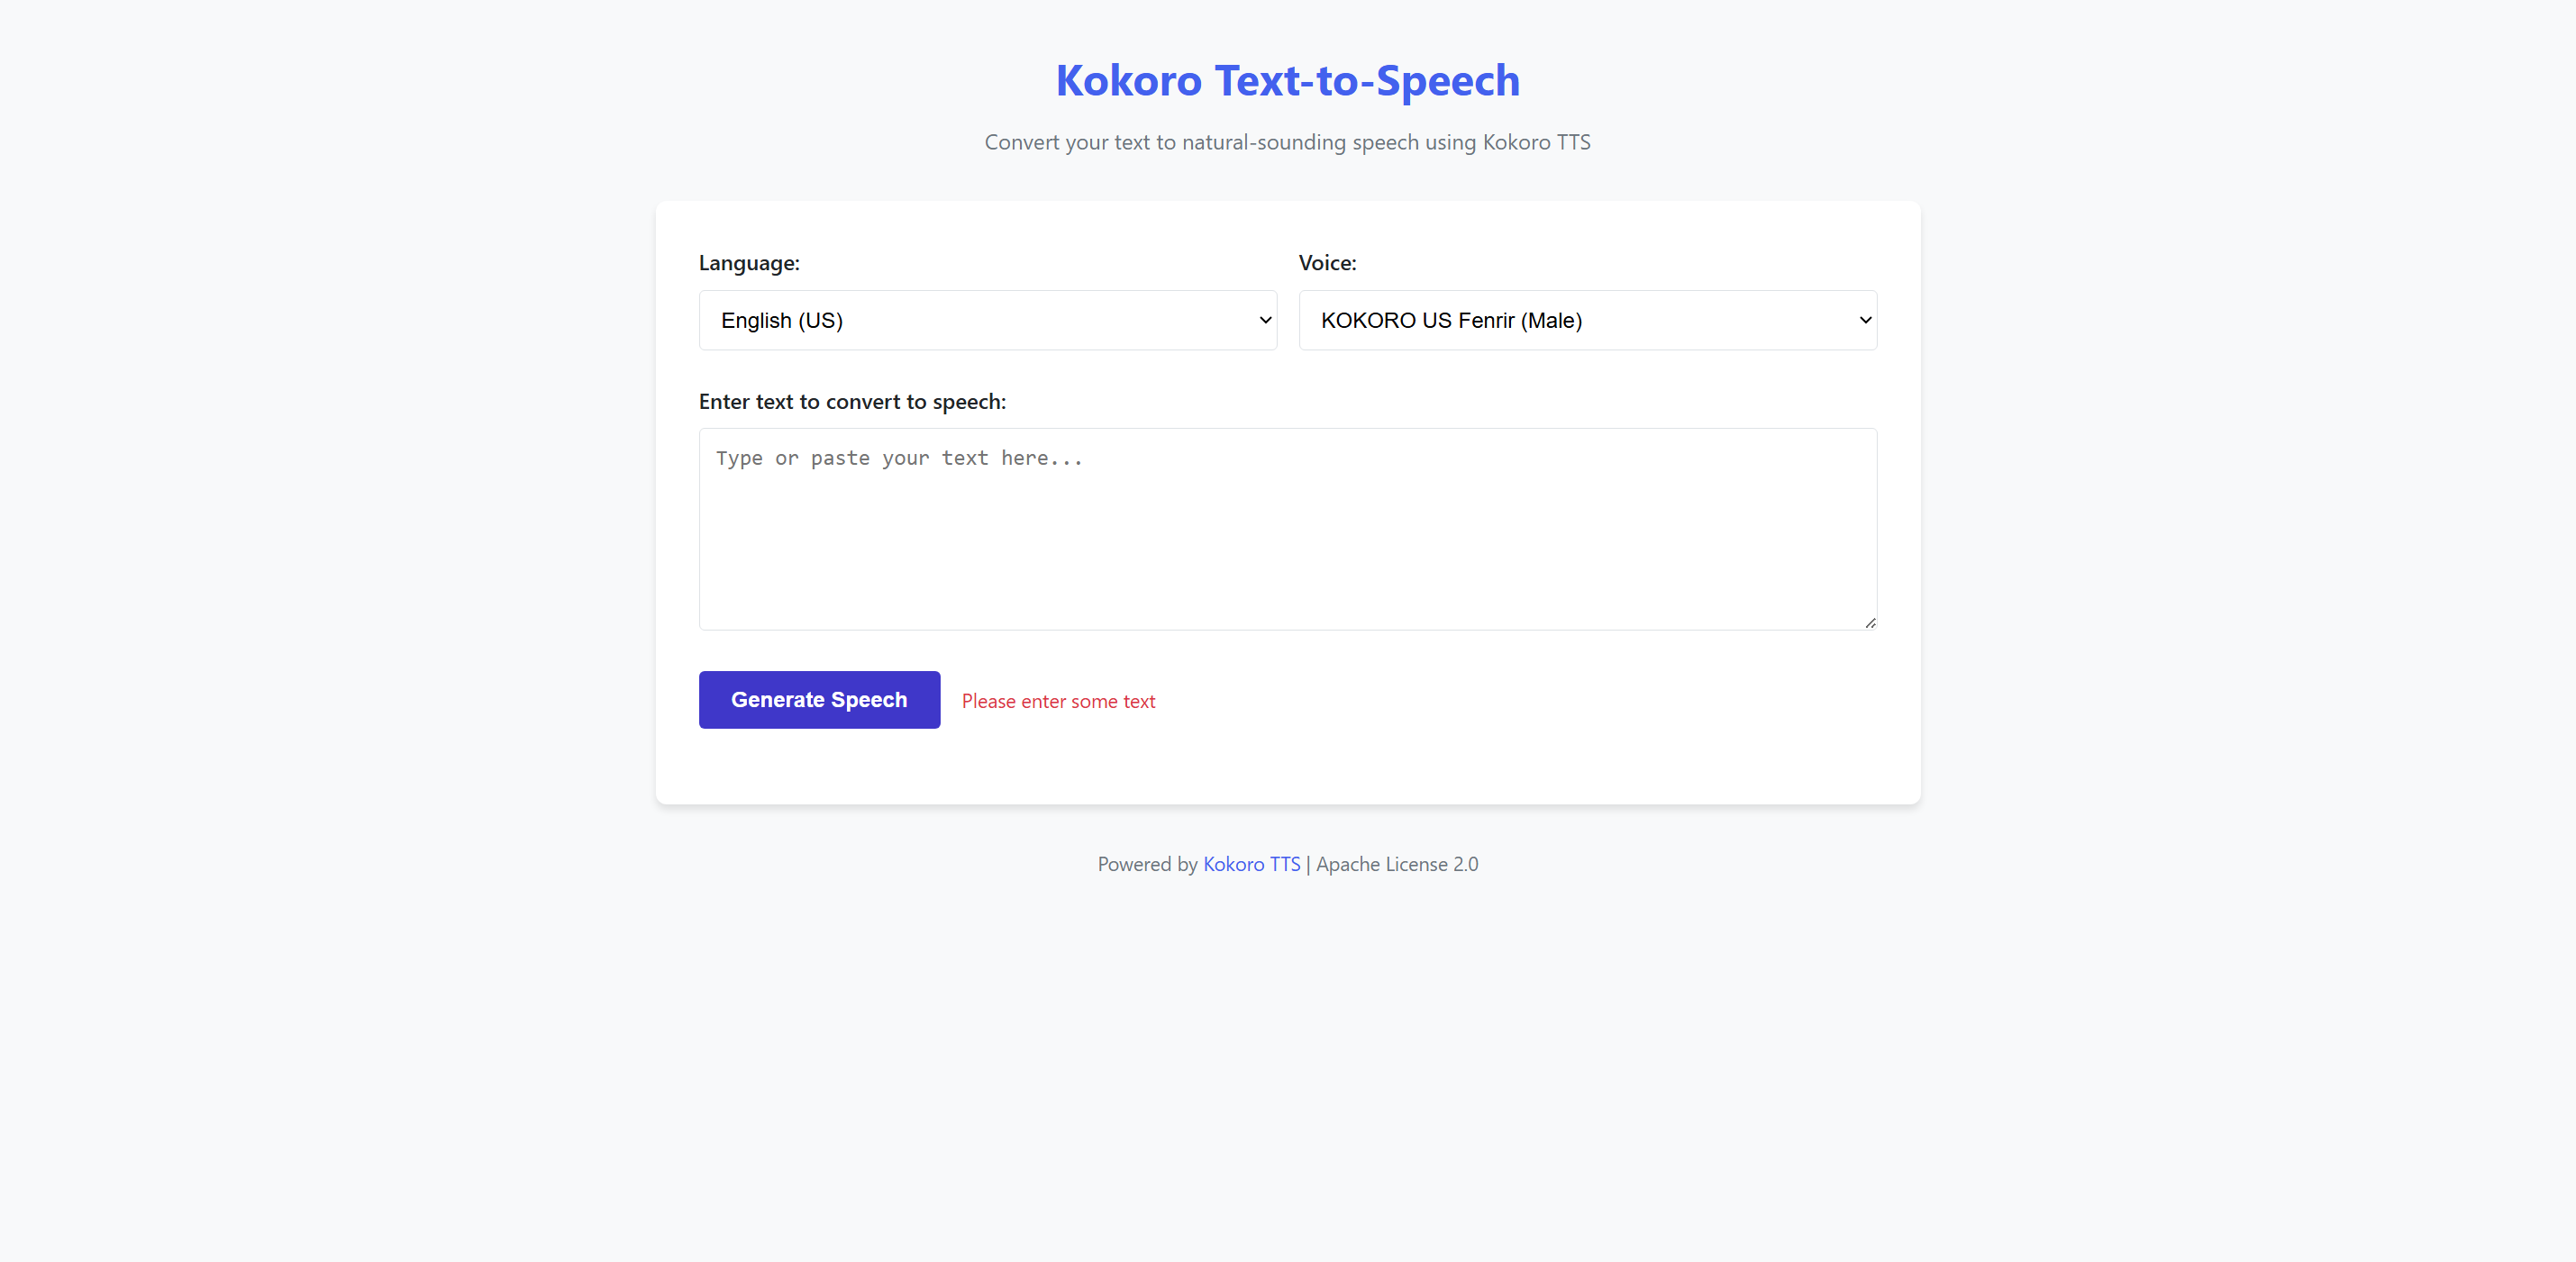 Kokoro Text-to-Speech
Convert your text to natural-sounding speech using Kokoro TTS
Language:
Voice:
English (US)
KOKORO US Fenrir (Male)
Enter text to convert to speech:
Type or paste your text here...
Generate Speech
Please enter some text
Powered by Kokoro TTS | Apache License 2.0